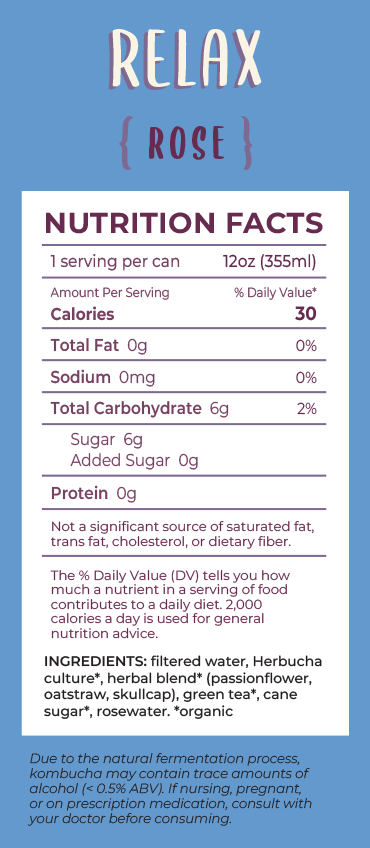 RELAX
{ ROSE }
NUTRITION FACTS
1 serving per can 12oz (355ml)
Amount Per Serving % Daily Value*
Calories 30
Total Fat 0g 0%
Sodium 0mg 0%
Total Carbohydrate 6g 2%
Sugar 6g
Added Sugar 0g
Protein 0g
Not a significant source of saturated fat,
trans fat, cholesterol, or dietary fiber.
The % Daily Value (DV) tells you how
much a nutrient in a serving of food
contributes to a daily diet. 2,000
calories a day is used for general
nutrition advice.
INGREDIENTS: filtered water, Herbucha
culture*, herbal blend* (passionflower,
oatstraw, skullcap), green tea*, cane
sugar*, rosewater. *organic
Due to the natural fermentation process,
kombucha may contain trace amounts of
alcohol (< 0.5% ABV). If nursing, pregnant,
or on prescription medication, consult with
your doctor before consuming.